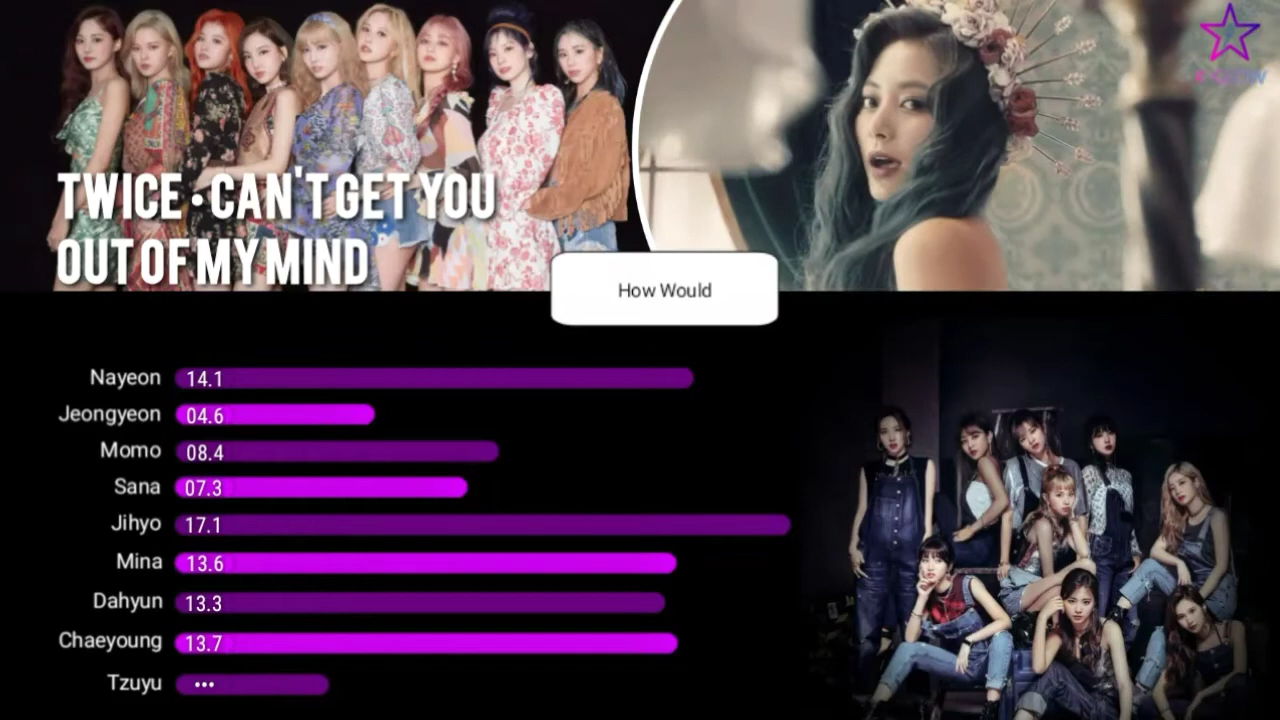 TWICE • CAN'T GET YOU
OUT OF MY MIND
How Would
Nayeon 14.1
Jeongyeon 04.6
Momo 08.4
Sana 07.3
Jihyo 17.1
Mina 13.6
Dahyun 13.3
Chaeyoung 13.7
Tzuyu •••